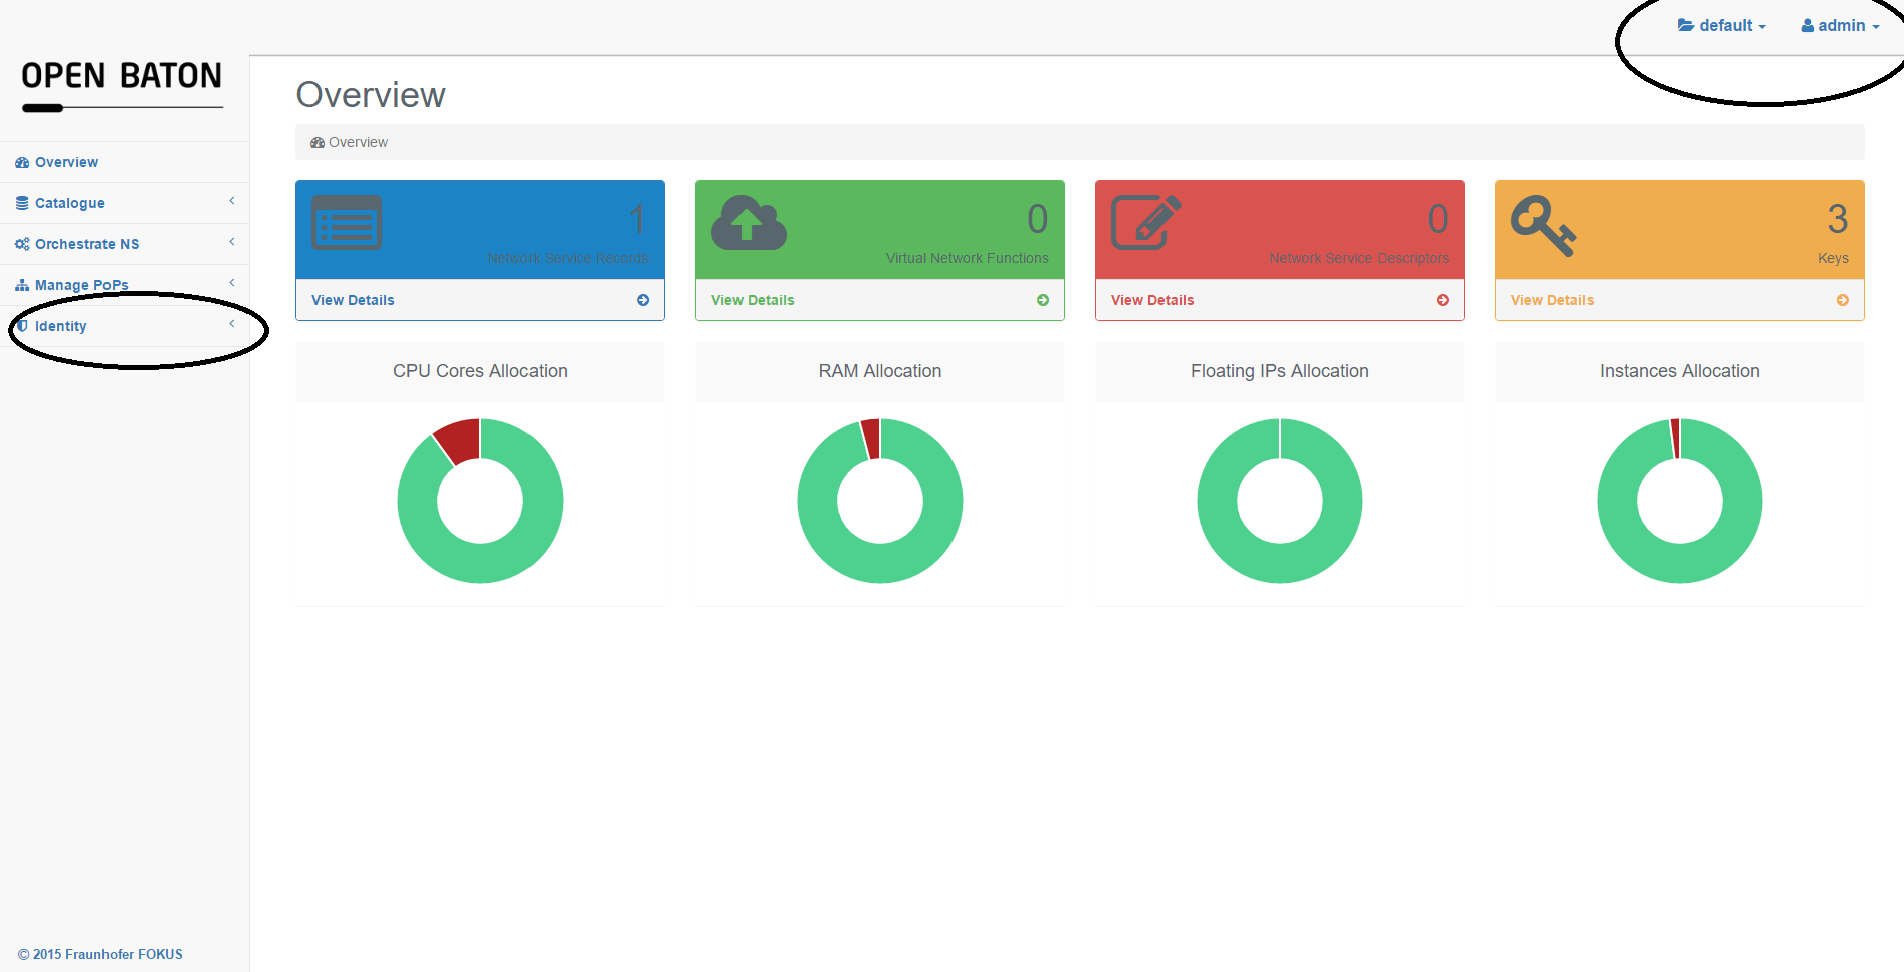 default
admin
OPEN BATON
Overview
Catalogue
Orchestrate NS
Manage PoPs
Identity
Overview
Overview
1
Network Service Records
View Details
0
Virtual Network Functions
View Details
0
Network Service Descriptors
View Details
3
Keys
View Details
CPU Cores Allocation
RAM Allocation
Floating IPs Allocation
Instances Allocation
© 2015 Fraunhofer FOKUS